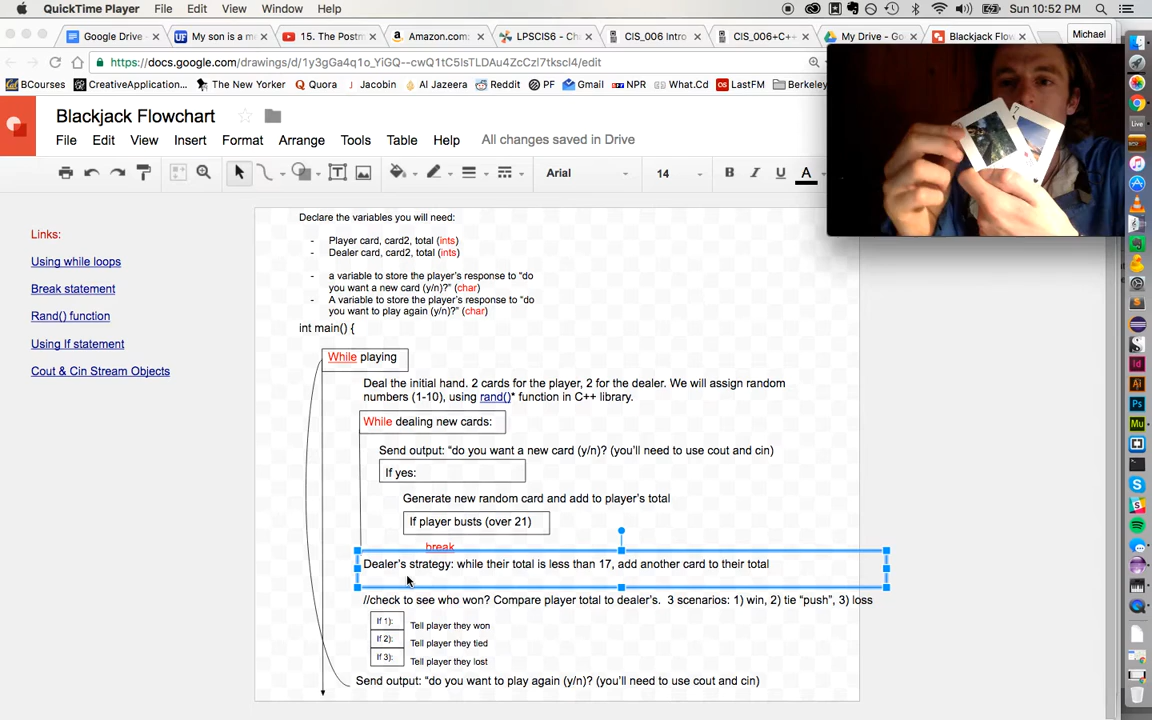 QuickTime Player File Edit View Window Help Sun 10:52 PM
Google Drive - My son is a m 15. The Postm Amazon.com: LPSCIS6 - Ch CIS_006 Intro CIS_006+C++ My Drive - Go Blackjack Flow Michael
https://docs.google.com/drawings/d/1y3gGa4q1o_YiGQ--cwQ1tC5IsTLDAu4ZcCzl7tkscl4/edit
BCourses CreativeApplication... The New Yorker Quora Jacobin Al Jazeera Reddit PF Gmail NPR What.Cd LastFM Berkeley
Blackjack Flowchart
File Edit View Insert Format Arrange Tools Table Help All changes saved in Drive
Arial 14 B I U A
Links:
Using while loops
Break statement
Rand() function
Using If statement
Cout & Cin Stream Objects
Declare the variables you will need:
- Player card, card2, total (ints)
- Dealer card, card2, total (ints)
- a variable to store the player's response to "do
you want a new card (y/n)?" (char)
- A variable to store the player's response to "do
you want to play again (y/n)?" (char)
int main() {
While playing
Deal the initial hand. 2 cards for the player, 2 for the dealer. We will assign random
numbers (1-10), using rand()* function in C++ library.
While dealing new cards:
Send output: "do you want a new card (y/n)? (you'll need to use cout and cin)
If yes:
Generate new random card and add to player's total
If player busts (over 21)
break
Dealer's strategy: while their total is less than 17, add another card to their total
//check to see who won? Compare player total to dealer's. 3 scenarios: 1) win, 2) tie "push", 3) loss
If 1): Tell player they won
If 2): Tell player they tied
If 3): Tell player they lost
Send output: "do you want to play again (y/n)? (you'll need to use cout and cin)
7
Live
Id
Ai
Ps
Mu